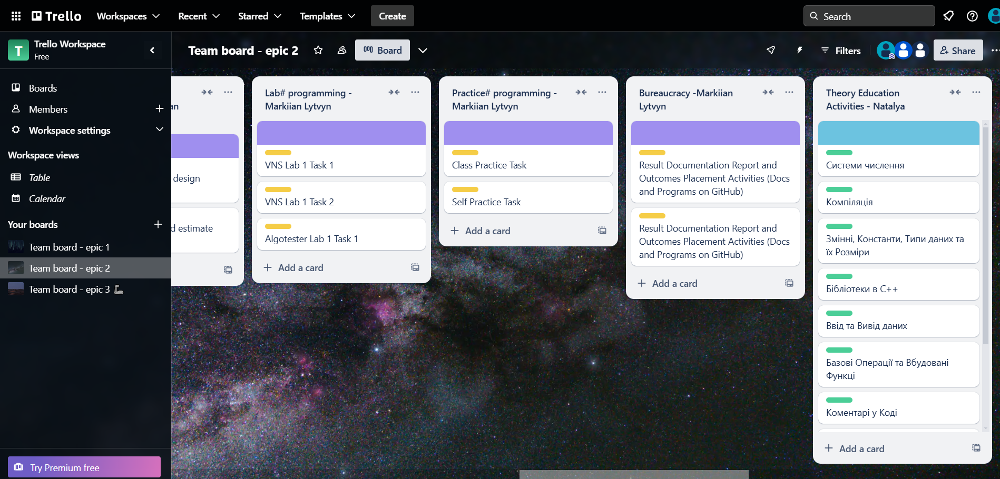 Trello
Workspaces
Recent
Starred
Templates
Create
Search
T
Trello Workspace
Free
Team board - epic 2
Board
Filters
Share
Boards
Members
Workspace settings
Workspace views
Table
Calendar
Your boards
Team board - epic 1
Team board - epic 2
Team board - epic 3
Try Premium free
an
design
d estimate
Lab# programming -
Markiian Lytvyn
VNS Lab 1 Task 1
VNS Lab 1 Task 2
Algotester Lab 1 Task 1
Add a card
Practice# programming -
Markiian Lytvyn
Class Practice Task
Self Practice Task
Add a card
Bureaucracy -Markiian
Lytvyn
Result Documentation Report and
Outcomes Placement Activities (Docs
and Programs on GitHub)
Result Documentation Report and
Outcomes Placement Activities (Docs
and Programs on GitHub)
Add a card
Theory Education
Activities - Natalya
Системи числення
Компіляція
Змінні, Константи, Типи даних та
їх Розміри
Бібліотеки в C++
Ввід та Вивід даних
Базові Операції та Вбудовані
Функці
Коментарі у Коді
Add a card